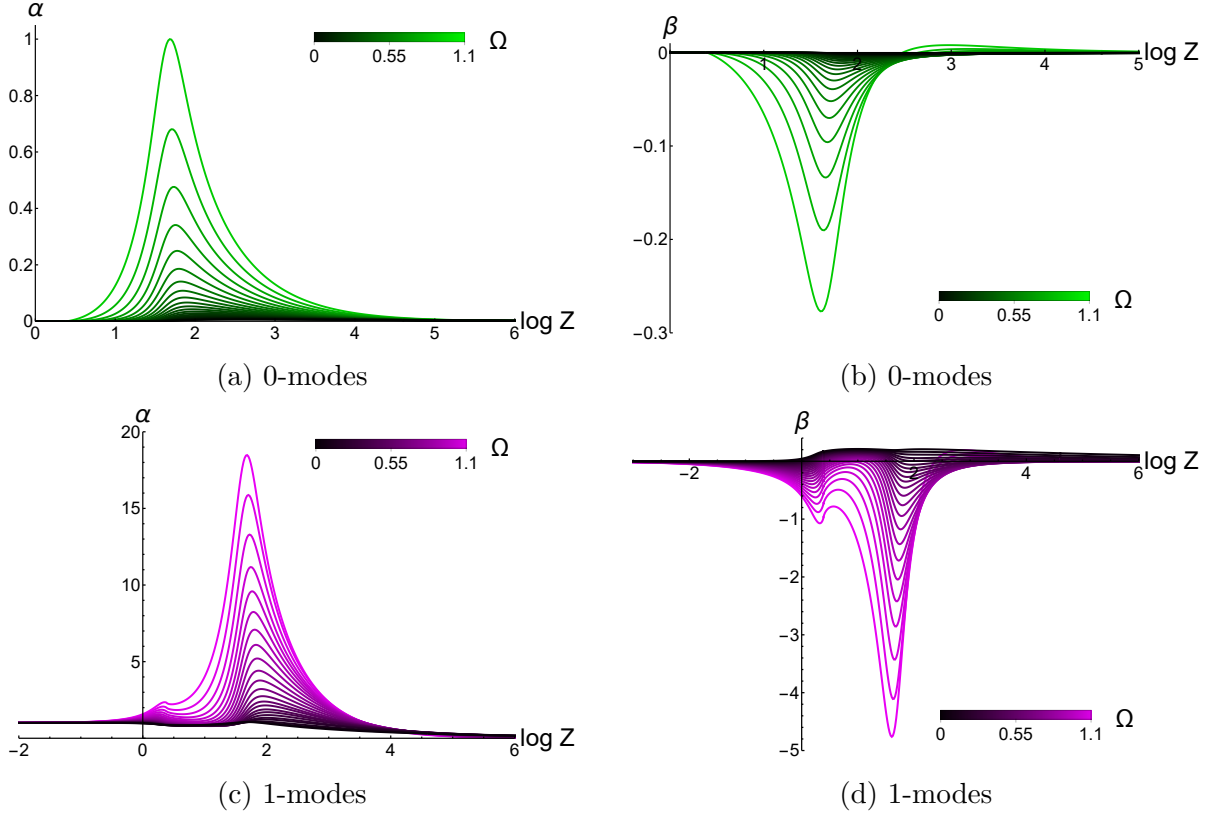 α
1
0.8
0.6
0.4
0.2
0
0 1 2 3 4 5 6
log Z
0 0.55 1.1
Ω
(a) 0-modes
β
0
-0.1
-0.2
-0.3
1 2 3 4 5
log Z
0 0.55 1.1
Ω
(b) 0-modes
α
20
15
10
5
-2 0 2 4 6
log Z
0 0.55 1.1
Ω
(c) 1-modes
β
-1
-2
-3
-4
-5
-2 2 4 6
log Z
0 0.55 1.1
Ω
(d) 1-modes